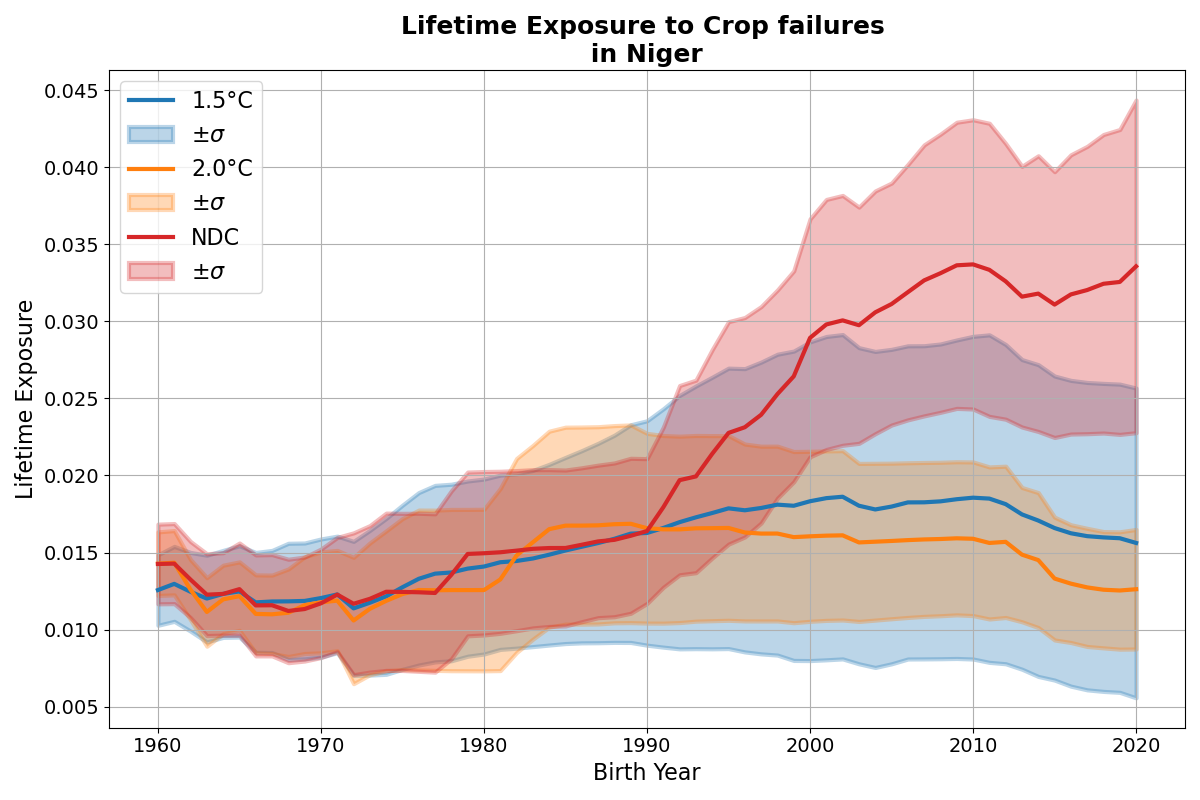 Lifetime Exposure to Crop failures
in Niger
0.045
0.040
0.035
0.030
0.025
0.020
0.015
0.010
0.005
Lifetime Exposure
1.5°C
±σ
2.0°C
±σ
NDC
±σ
1960 1970 1980 1990 2000 2010 2020
Birth Year